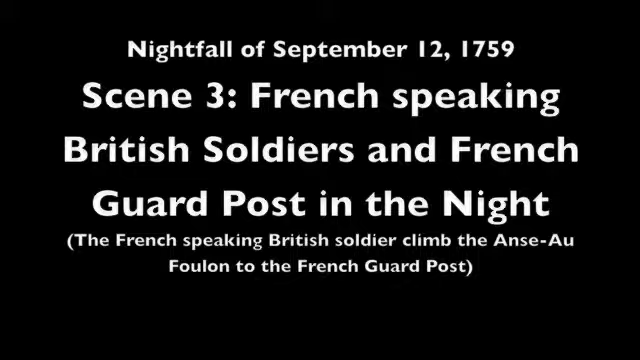 Nightfall of September 12, 1759
Scene 3: French speaking
British Soldiers and French
Guard Post in the Night
(The French speaking British soldier climb the Anse-Au
Foulon to the French Guard Post)